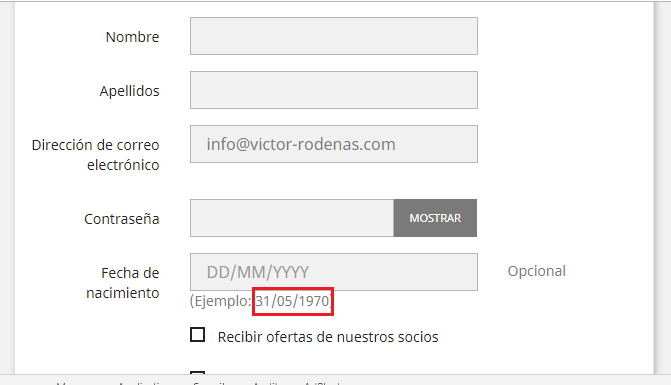 Nombre
Apellidos
Dirección de correo
electrónico
info@victor-rodenas.com
Contraseña
MOSTRAR
Fecha de
nacimiento
DD/MM/YYYY
Opcional
(Ejemplo: 31/05/1970)
Recibir ofertas de nuestros socios